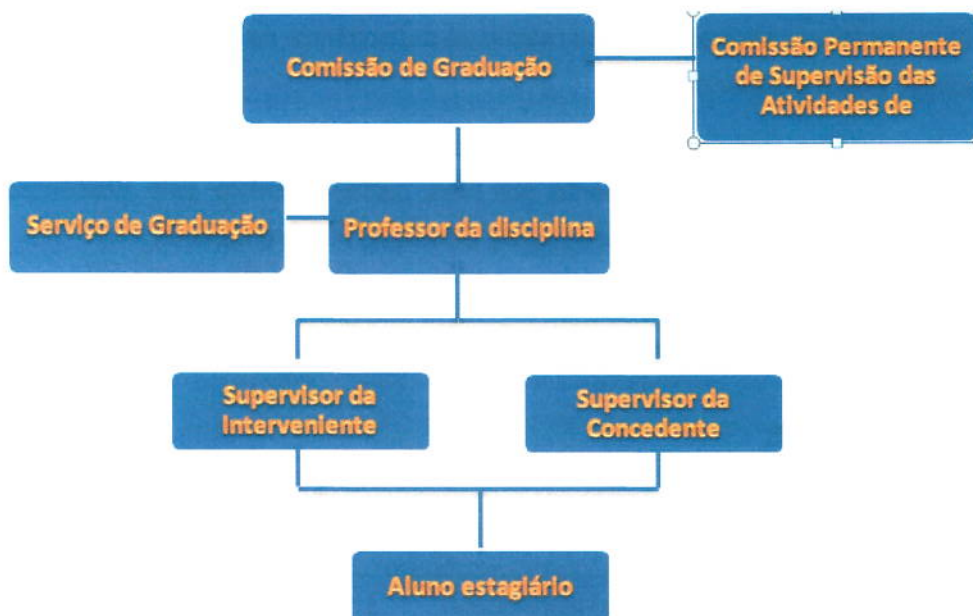 Comissão de Graduação
Comissão Permanente
de Supervisão das
Atividades de
Serviço de Graduação
Professor da disciplina
Supervisor da
Interveniente
Supervisor da
Concedente
Aluno estagiário